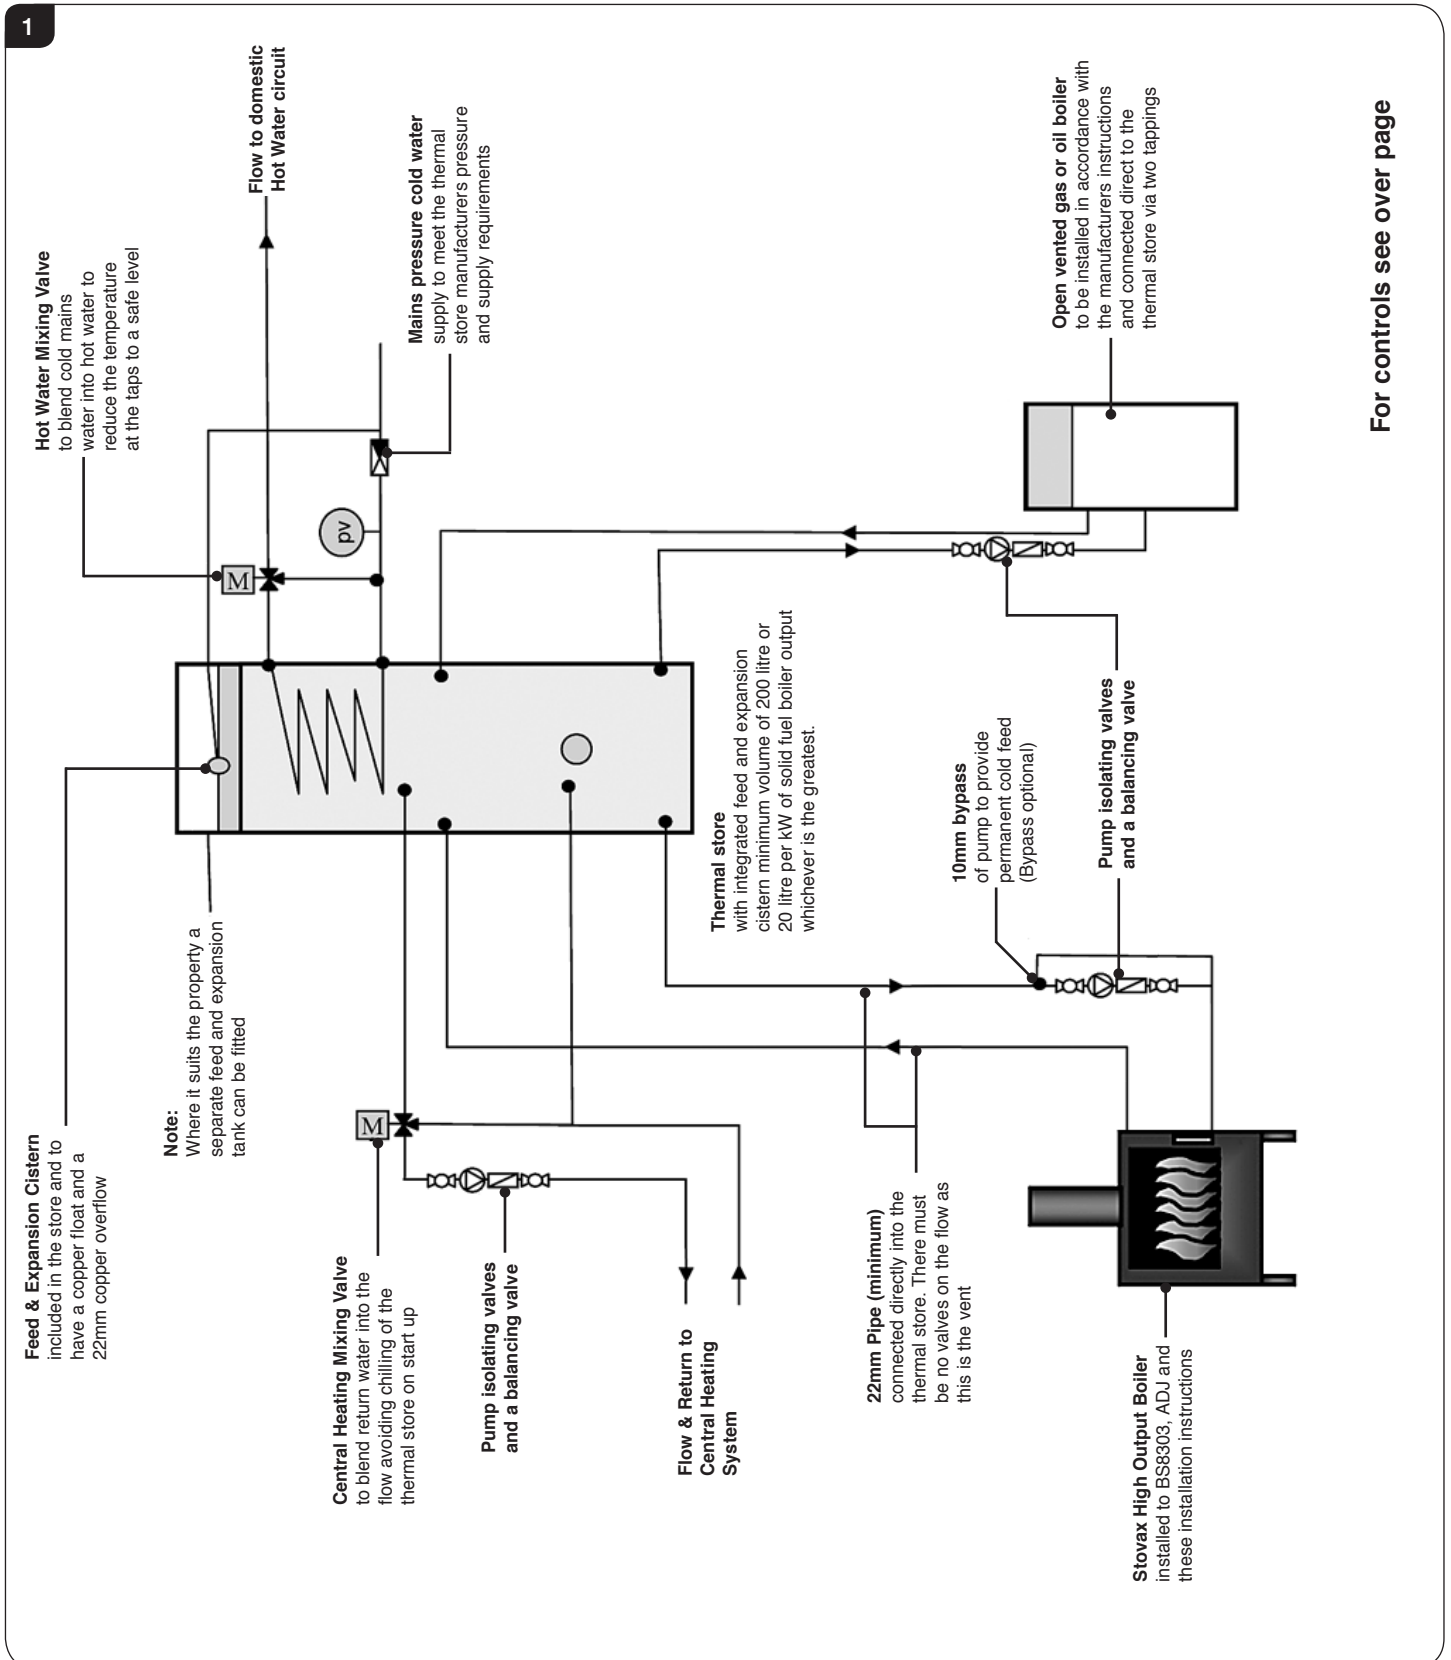 1
Feed & Expansion Cistern
included in the store and to
have a copper float and a
22mm copper overflow
Note:
Where it suits the property a
separate feed and expansion
tank can be fitted
Hot Water Mixing Valve
to blend cold mains
water into hot water to
reduce the temperature
at the taps to a safe level
Flow to domestic
Hot Water circuit
M
pv
Mains pressure cold water
supply to meet the thermal
store manufacturers pressure
and supply requirements
Central Heating Mixing Valve
to blend return water into the
flow avoiding chilling of the
thermal store on start up
M
Pump isolating valves
and a balancing valve
Flow & Return to
Central Heating
System
Thermal store
with integrated feed and expansion
cistern minimum volume of 200 litre or
20 litre per kW of solid fuel boiler output
whichever is the greatest.
22mm Pipe (minimum)
connected directly into the
thermal store. There must
be no valves on the flow as
this is the vent
10mm bypass
of pump to provide
permanent cold feed
(Bypass optional)
Pump isolating valves
and a balancing valve
Open vented gas or oil boiler
to be installed in accordance with
the manufacturers instructions
and connected direct to the
thermal store via two tappings
Stovax High Output Boiler
installed to BS8303, ADJ and
these installation instructions
For controls see over page